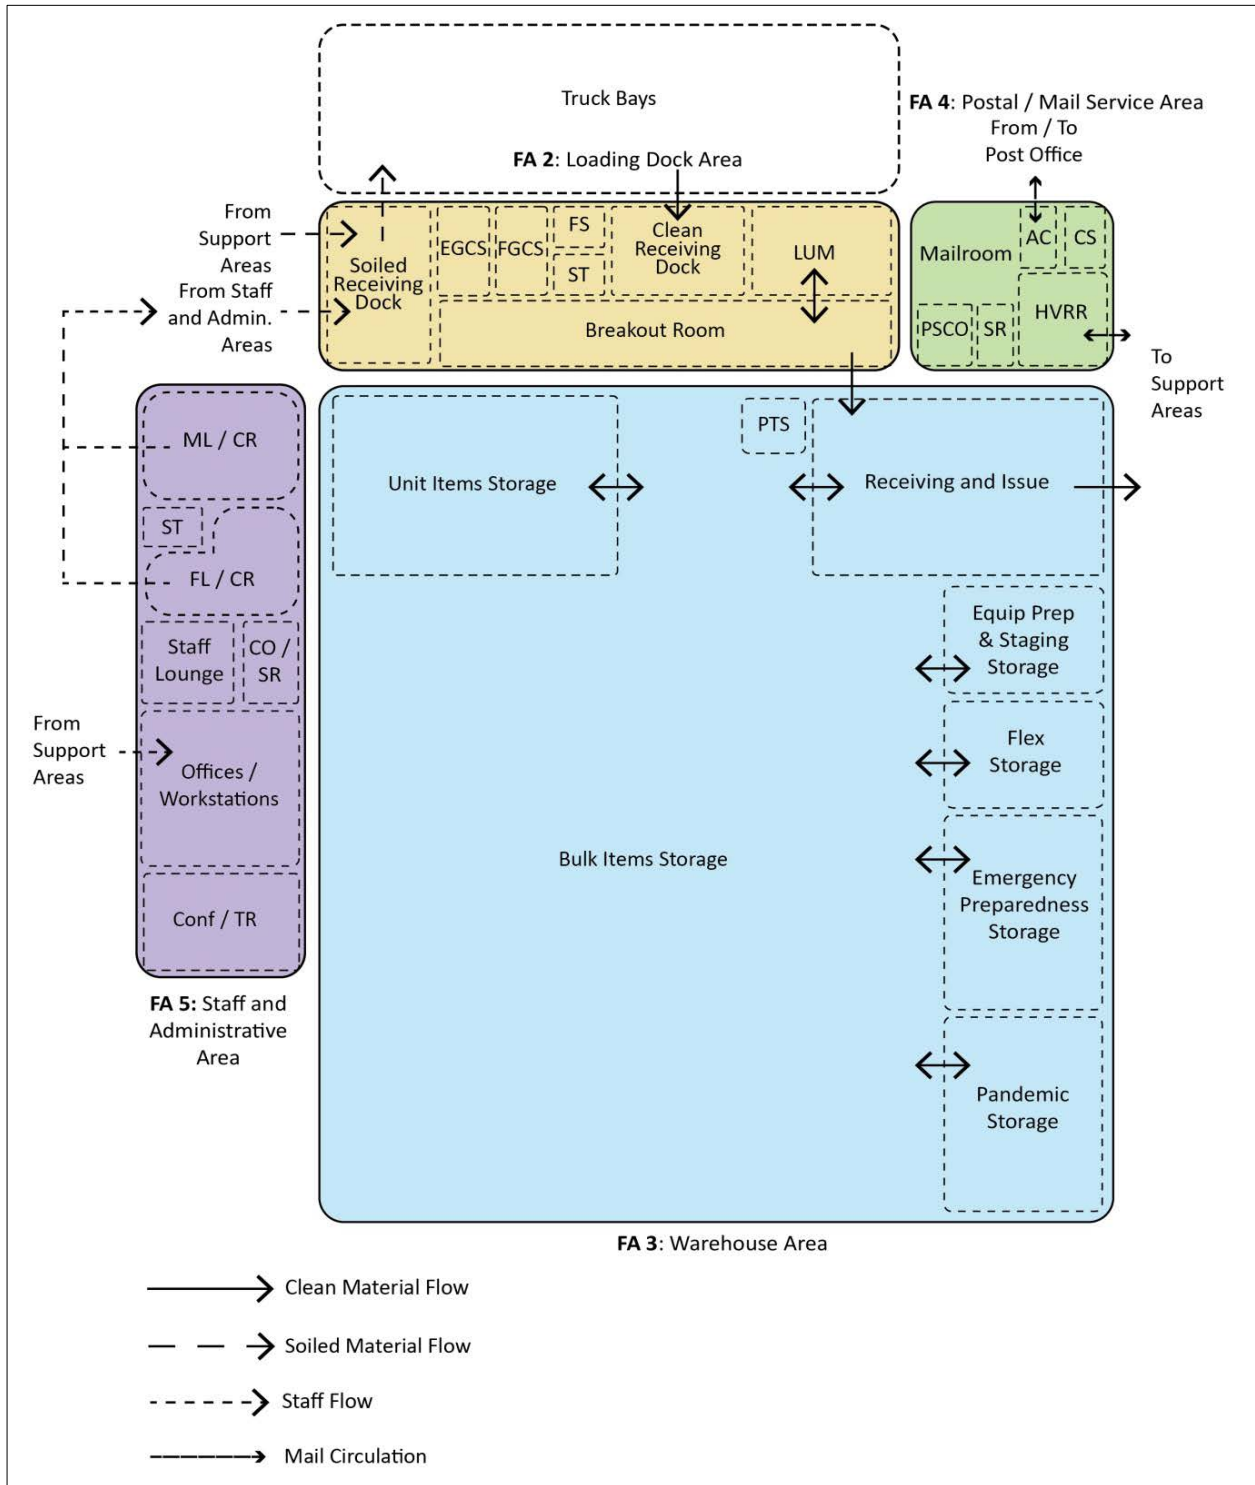 Truck Bays
FA 2: Loading Dock Area
FA 4: Postal / Mail Service Area
From / To
Post Office
From
Support
Areas
From Staff
and Admin.
Areas
Soiled
Receiving
Dock
EGCS
FGCS
FS
ST
Clean
Receiving
Dock
LUM
Breakout Room
Mailroom
AC
CS
PSCO
SR
HVRR
To
Support
Areas
ML / CR
ST
FL / CR
Staff
Lounge
CO /
SR
From
Support
Areas
Offices /
Workstations
Conf / TR
FA 5: Staff and
Administrative
Area
Unit Items Storage
PTS
Receiving and Issue
Equip Prep
& Staging
Storage
Flex
Storage
Bulk Items Storage
Emergency
Preparedness
Storage
Pandemic
Storage
FA 3: Warehouse Area
Clean Material Flow
Soiled Material Flow
Staff Flow
Mail Circulation